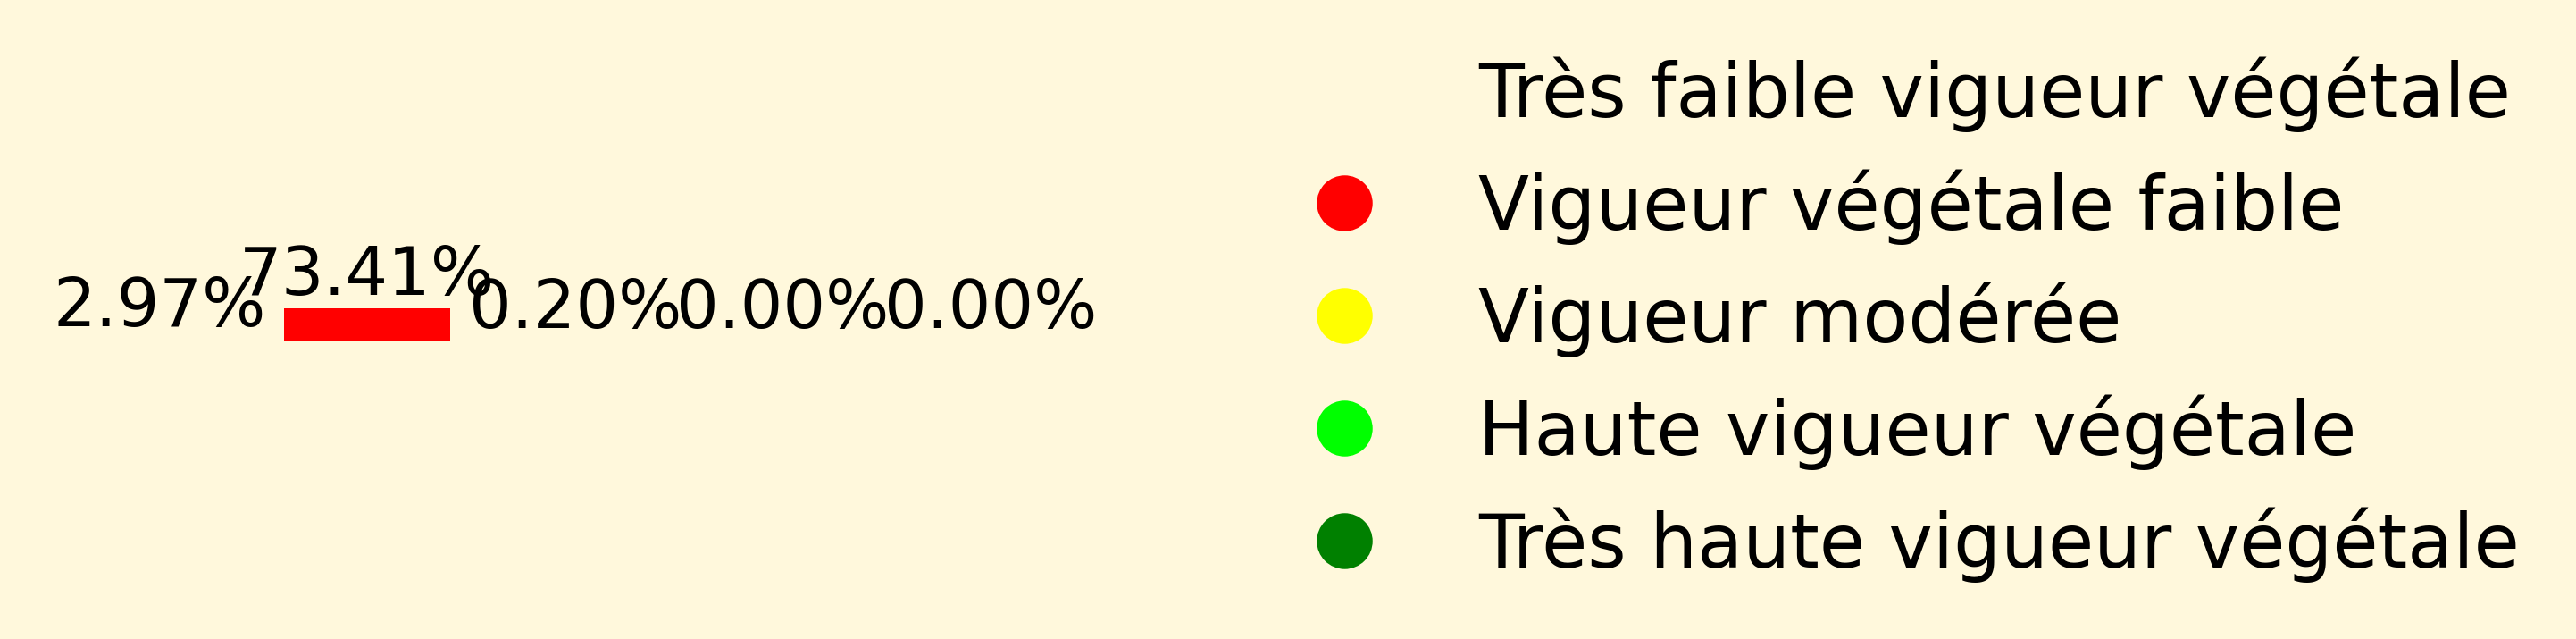 2.97%
73.41%
0.20%
0.00%
0.00%
Très faible vigueur végétale
Vigueur végétale faible
Vigueur modérée
Haute vigueur végétale
Très haute vigueur végétale